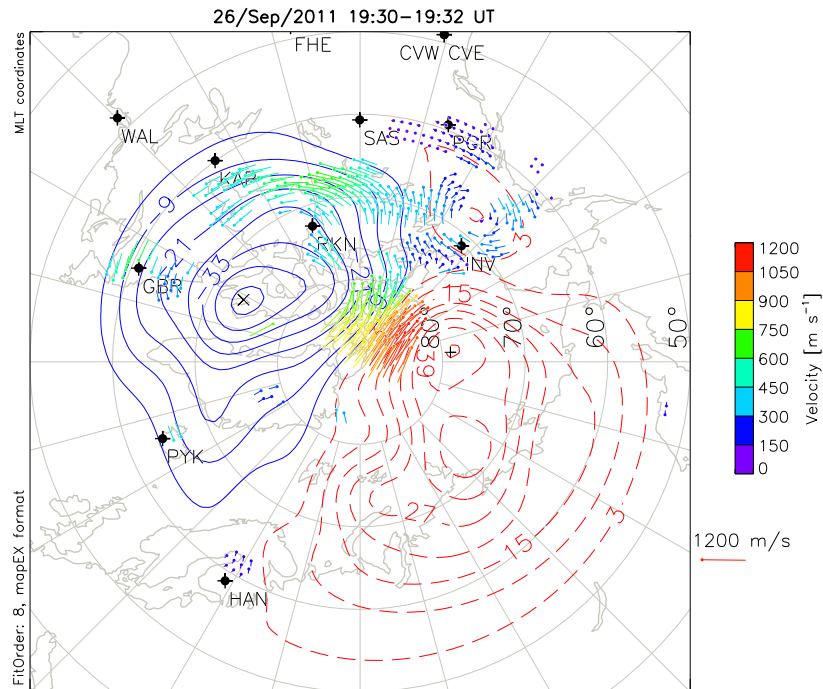 26/Sep/2011 19:30-19:32 UT
MLT coordinates
FitOrder: 8, mapEX format
FHE
CVW CVE
WAL
SAS
PGR
KAP
-9
RKN
-21
3
-33
INV
GBR
15
80°
70°
60°
50°
39
PYK
27
3
15
HAN
1200
1050
900
750
600
450
300
150
0
Velocity [m s⁻¹]
1200 m/s